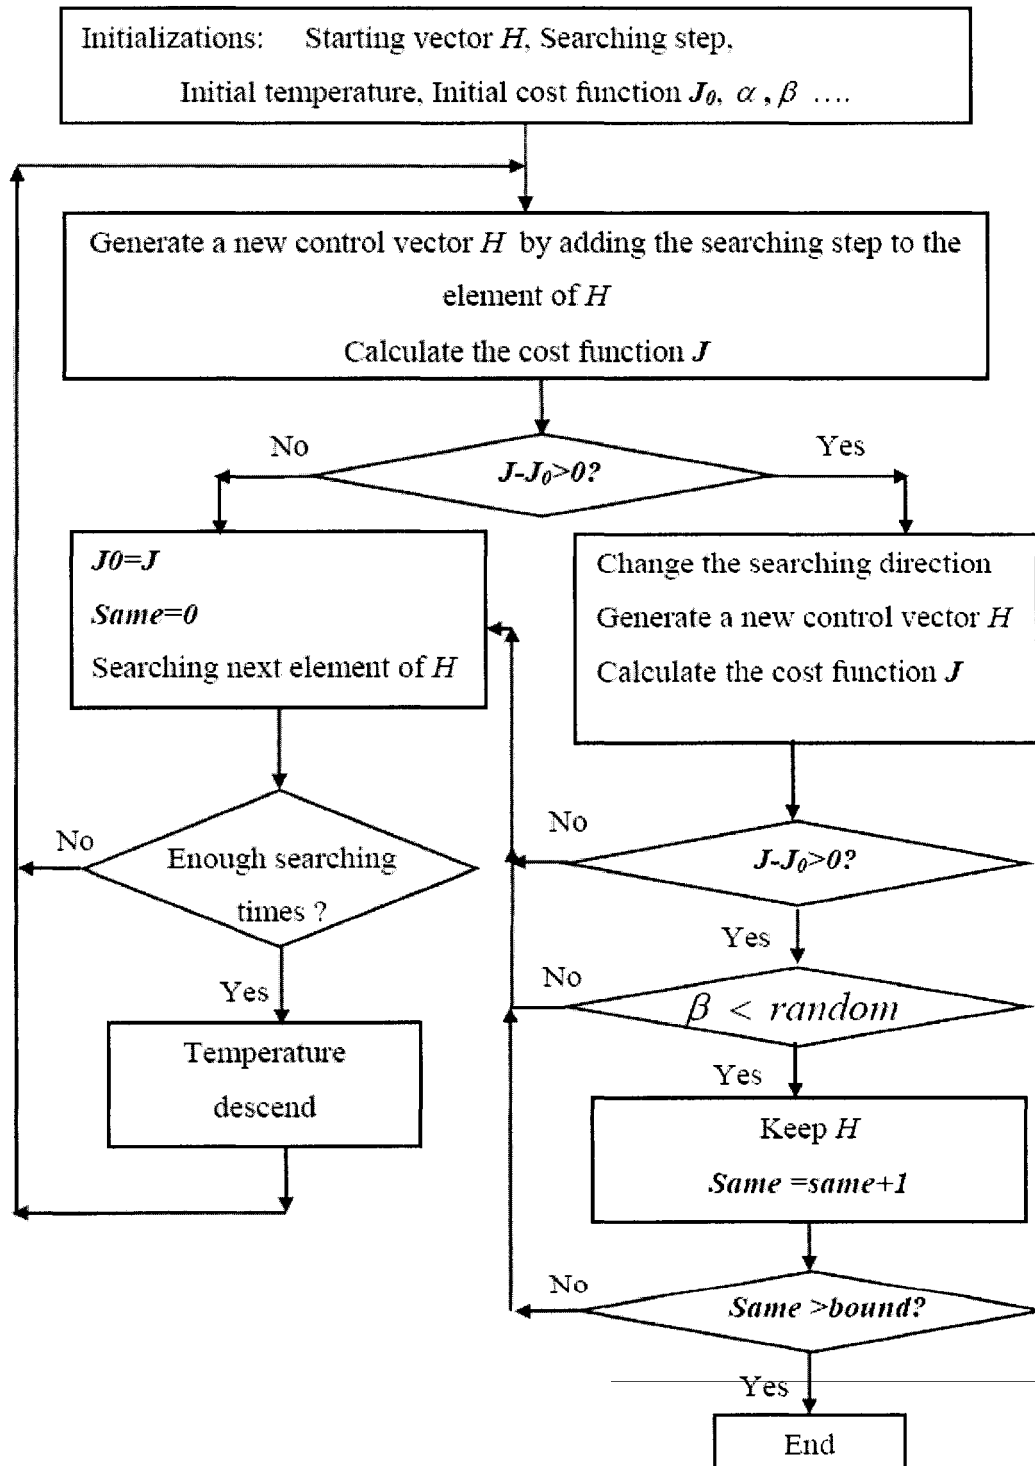 Initializations: Starting vector H, Searching step,
Initial temperature, Initial cost function J₀, α , β ….
Generate a new control vector H by adding the searching step to the
element of H
Calculate the cost function J
No
Yes
J-J₀>0?
J0=J
Same=0
Searching next element of H
Change the searching direction
Generate a new control vector H
Calculate the cost function J
No
Enough searching
times ?
Yes
Temperature
descend
No
J-J₀>0?
Yes
No
β < random
Yes
Keep H
Same =same+1
No
Same >bound?
Yes
End